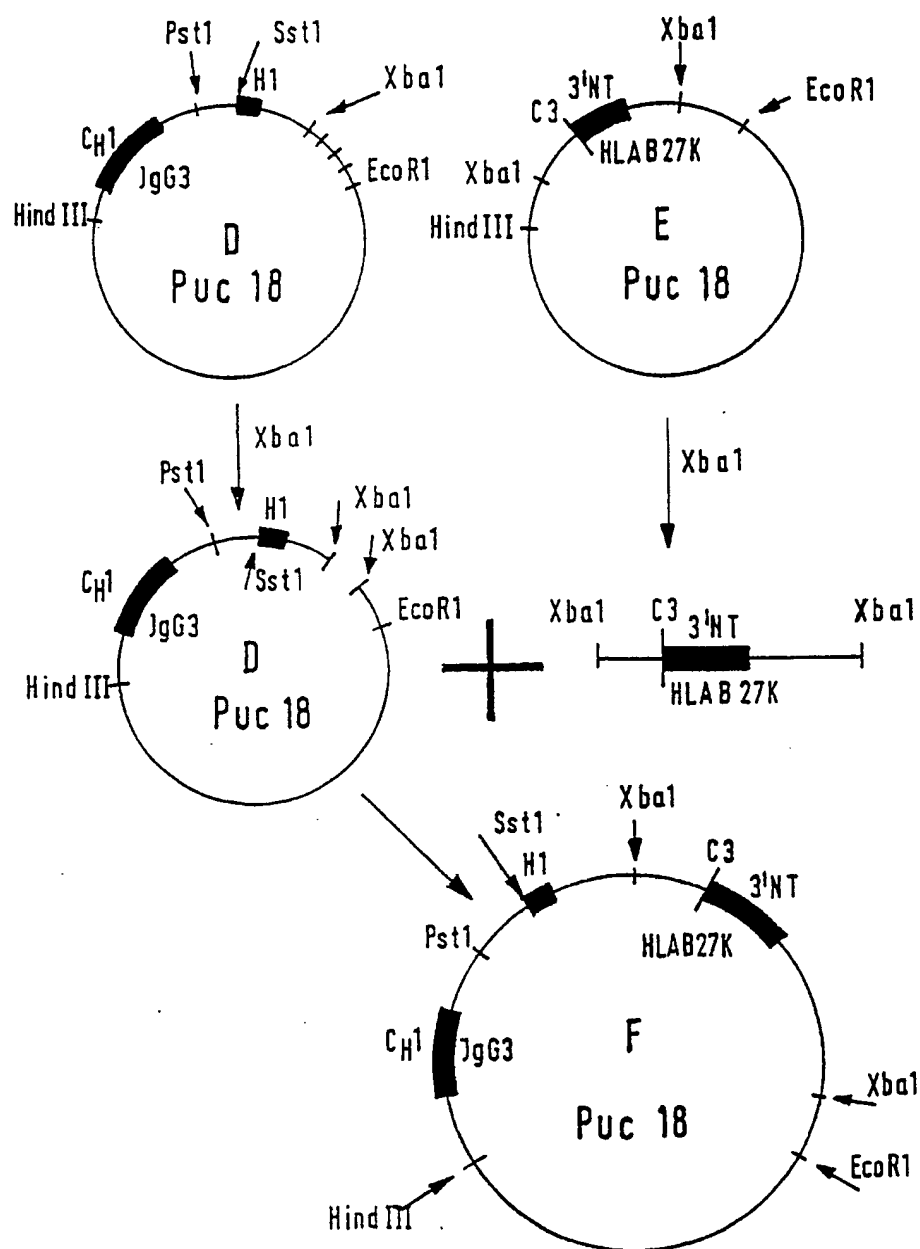 Pst1
Sst1
H1
Xba1
CH1
JgG3
EcoR1
Hind III
D
Puc 18
Xba1
3'NT
C3
EcoR1
HLAB27K
Xba1
Hind III
E
Puc 18
Xba1
Xba1
Pst1
H1
Xba1
Xba1
Sst1
CH1
JgG3
EcoR1
Hind III
D
Puc 18
+
Xba1
C3
3'NT
Xba1
HLAB 27K
Sst1
H1
Xba1
C3
3'NT
Pst1
HLAB27K
CH1
JgG3
F
Puc 18
Xba1
EcoR1
Hind III